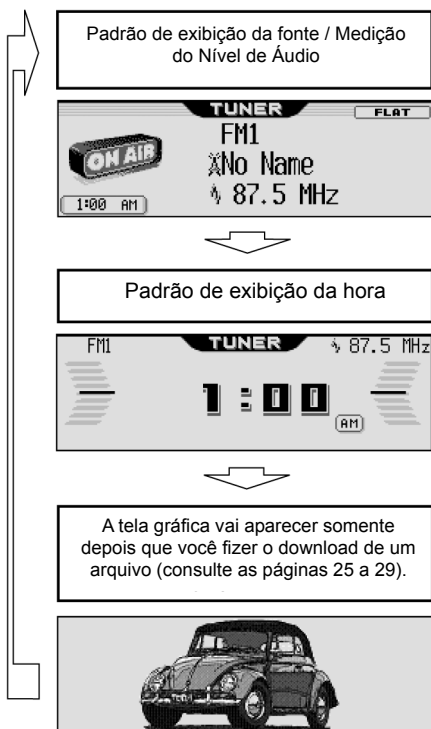 Padrão de exibição da fonte / Medição
do Nível de Áudio
TUNER
FLAT
FM1
ON AIR
No Name
1:00 AM
87.5 MHz
Padrão de exibição da hora
FM1
TUNER
87.5 MHz
1:00
AM
A tela gráfica vai aparecer somente
depois que você fizer o download de um
arquivo (consulte as páginas 25 a 29).